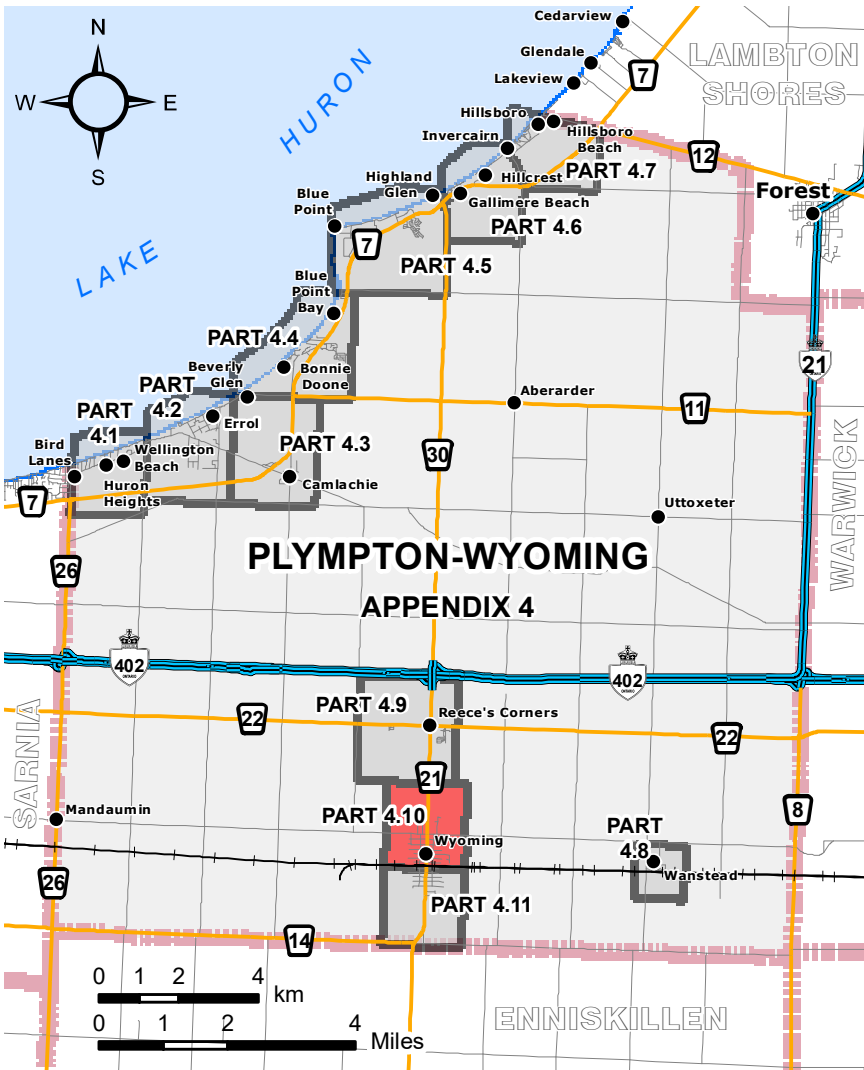 Cedarview
N
Glendale
LAMBTON
SHORES
7
Lakeview
HURON
W
E
Hillsboro
Hillsboro
Beach
Invercairn
12
S
PART 4.7
Highland
Glen
Hillcrest
Forest
Blue
Point
Gallimere Beach
PART 4.6
7
LAKE
PART 4.5
Blue
Point
Bay
PART 4.4
21
Beverly
Glen
Bonnie
Doone
PART
4.2
Aberarder
11
PART
4.1
Errol
Bird
Lanes
Wellington
Beach
PART 4.3
30
WARWICK
Huron
Heights
Camlachie
7
Uttoxeter
PLYMPTON-WYOMING
26
APPENDIX 4
402
ONTARIO
402
ONTARIO
SARNIA
PART 4.9
Reece's Corners
22
22
21
8
Mandaumin
PART 4.10
PART
4.8
Wyoming
Wanstead
26
PART 4.11
14
0 1 2 4
km
ENNISKILLEN
0 1 2 4
Miles